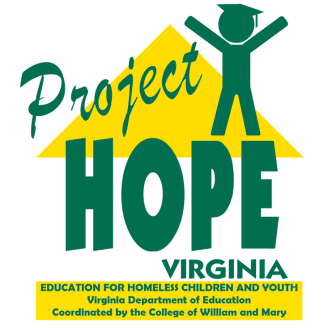 Project
HOPE
VIRGINIA
EDUCATION FOR HOMELESS CHILDREN AND YOUTH
Virginia Department of Education
Coordinated by the College of William and Mary